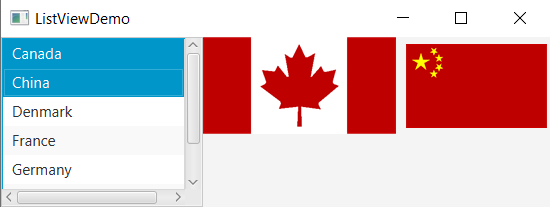 ListViewDemo
Canada
China
Denmark
France
Germany